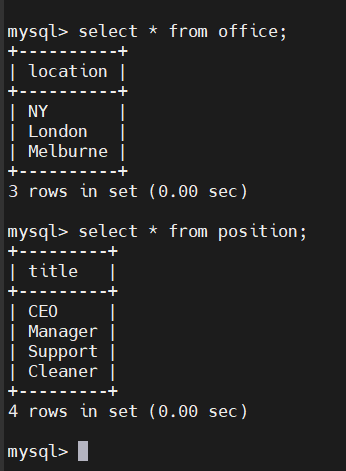 mysql> select * from office;
+----------+
| location |
+----------+
| NY       |
| London   |
| Melburne |
+----------+
3 rows in set (0.00 sec)
mysql> select * from position;
+---------+
| title   |
+---------+
| CEO     |
| Manager |
| Support |
| Cleaner |
+---------+
4 rows in set (0.00 sec)
mysql>